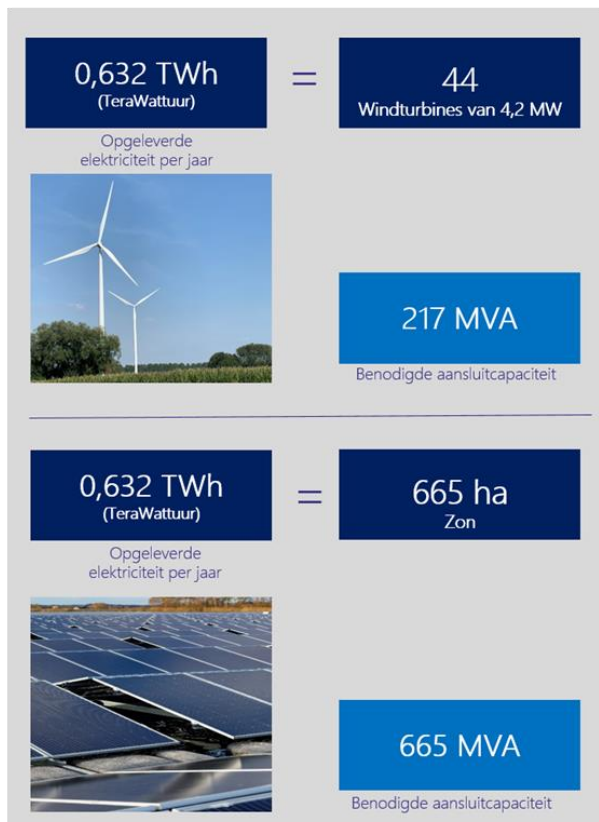 0,632 TWh
(TeraWattuur)
=
44
Windturbines van 4,2 MW
Opgeleverde
elektriciteit per jaar
217 MVA
Benodigde aansluitcapaciteit
0,632 TWh
(TeraWattuur)
=
665 ha
Zon
Opgeleverde
elektriciteit per jaar
665 MVA
Benodigde aansluitcapaciteit